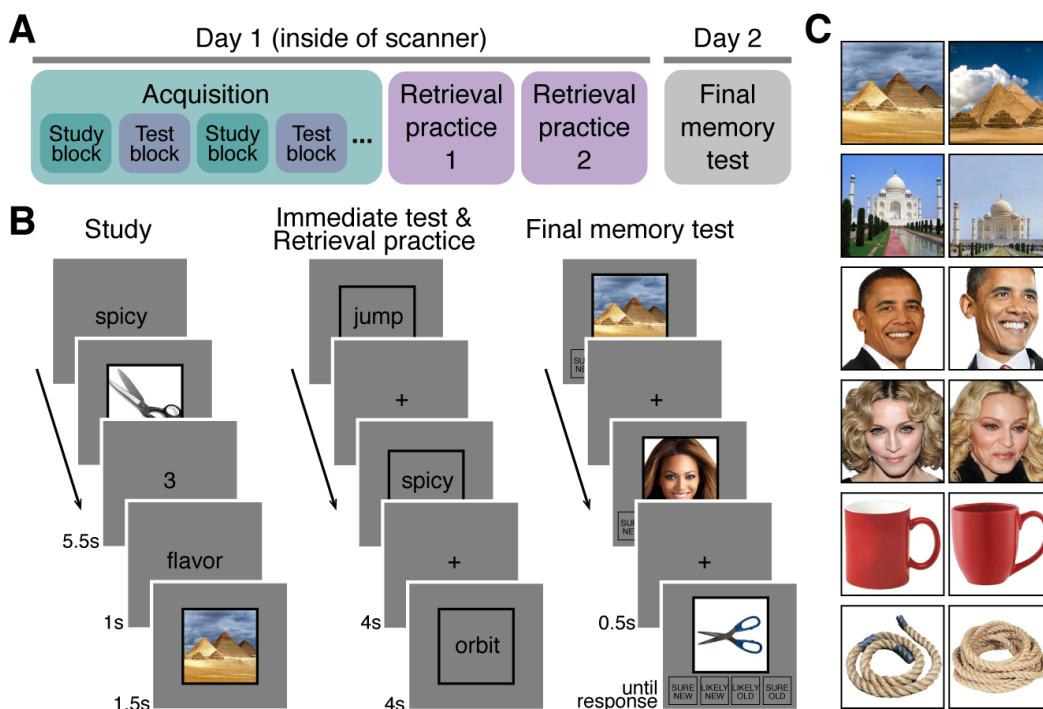 A
Day 1 (inside of scanner)
Day 2
Acquisition
Study
block
Test
block
Study
block
Test
block
...
Retrieval
practice
1
Retrieval
practice
2
Final
memory
test
B
Study
spicy
3
5.5s
flavor
1s
1.5s
Immediate test &
Retrieval practice
jump
+
spicy
+
4s
orbit
4s
Final memory test
NEW
+
+
0.5s
until
response
SURE
NEW
LIKELY
NEW
LIKELY
OLD
SURE
OLD
C